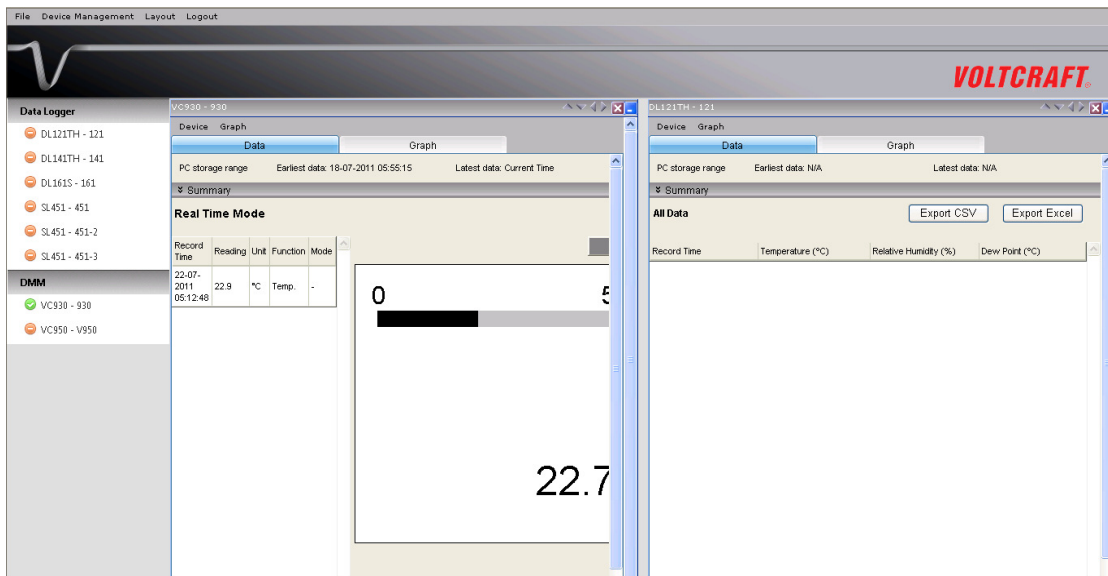 File Device Management Layout Logout
VOLTCRAFT®
Data Logger
DL121TH - 121
DL141TH - 141
DL161S - 161
SL451 - 451
SL451 - 451-2
SL451 - 451-3
DMM
VC930 - 930
VC950 - V950
VC930 - 930
Device Graph
Data Graph
PC storage range Earliest data: 18-07-2011 05:55:15 Latest data: Current Time
Summary
Real Time Mode
Record Time Reading Unit Function Mode
22-07-2011 05:12:48 22.9 °C Temp. -
0
22.7
DL121TH - 121
Device Graph
Data Graph
PC storage range Earliest data: N/A Latest data: N/A
Summary
All Data Export CSV Export Excel
Record Time Temperature (°C) Relative Humidity (%) Dew Point (°C)